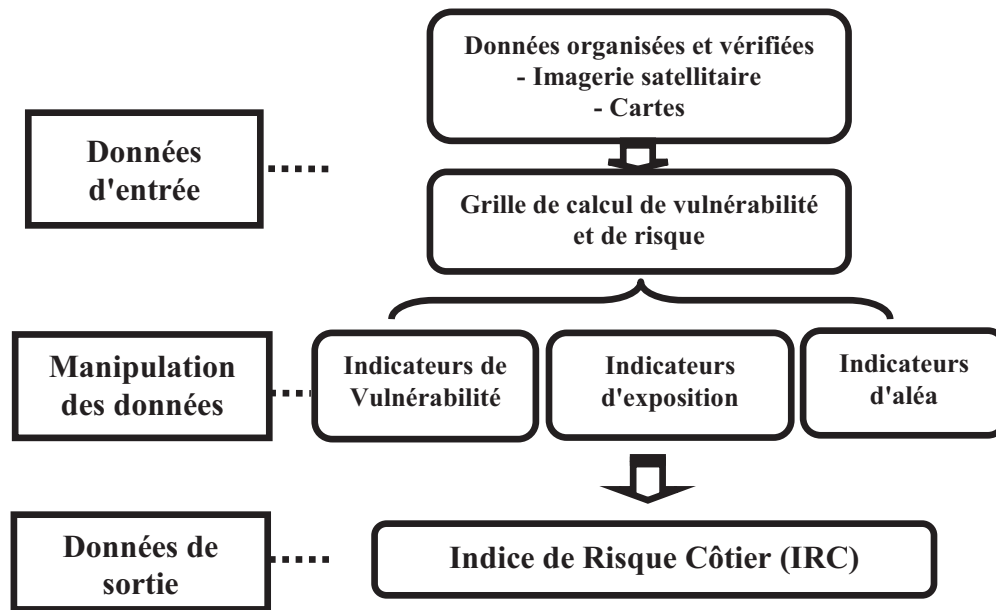 Données organisées et vérifiées
- Imagerie satellitaire
- Cartes
Données
d'entrée
Grille de calcul de vulnérabilité
et de risque
Manipulation
des données
Indicateurs de
Vulnérabilité
Indicateurs
d'exposition
Indicateurs
d'aléa
Données de
sortie
Indice de Risque Côtier (IRC)